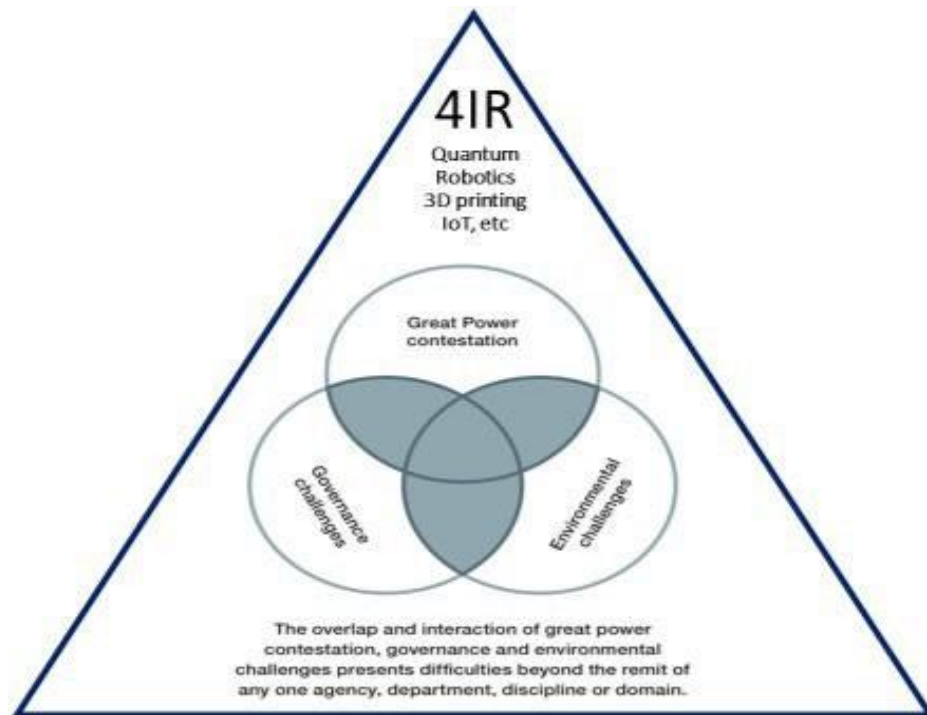 4IR
Quantum
Robotics
3D printing
IoT, etc
Great Power
contestation
Governance
challenges
Environmental
challenges
The overlap and interaction of great power
contestation, governance and environmental
challenges presents difficulties beyond the remit of
any one agency, department, discipline or domain.